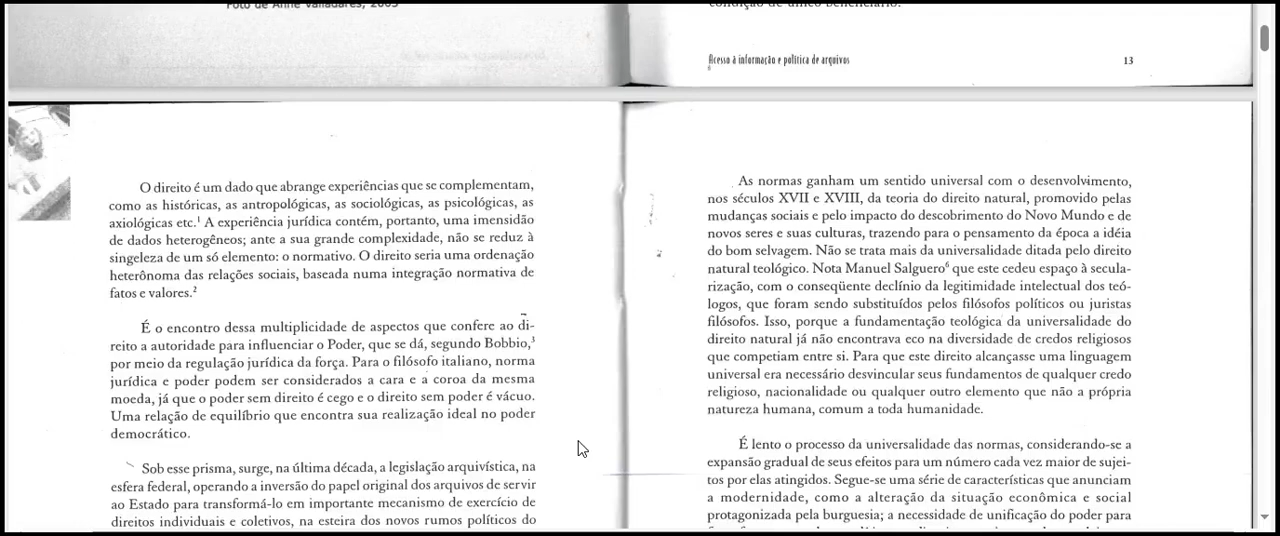 Foto de Anne Valladares, 2005
condição de único beneficiário.
Acesso à informação e política de arquivos
13
O direito é um dado que abrange experiências que se complementam,
como as históricas, as antropológicas, as sociológicas, as psicológicas, as
axiológicas etc.¹ A experiência jurídica contém, portanto, uma imensidão
de dados heterogêneos; ante a sua grande complexidade, não se reduz à
singeleza de um só elemento: o normativo. O direito seria uma ordenação
heterônoma das relações sociais, baseada numa integração normativa de
fatos e valores.²
É o encontro dessa multiplicidade de aspectos que confere ao di-
reito a autoridade para influenciar o Poder, que se dá, segundo Bobbio,³
por meio da regulação jurídica da força. Para o filósofo italiano, norma
jurídica e poder podem ser considerados a cara e a coroa da mesma
moeda, já que o poder sem direito é cego e o direito sem poder é vácuo.
Uma relação de equilíbrio que encontra sua realização ideal no poder
democrático.
Sob esse prisma, surge, na última década, a legislação arquivística, na
esfera federal, operando a inversão do papel original dos arquivos de servir
ao Estado para transformá-lo em importante mecanismo de exercício de
direitos individuais e coletivos, na esteira dos novos rumos políticos do
As normas ganham um sentido universal com o desenvolvimento,
nos séculos XVII e XVIII, da teoria do direito natural, promovido pelas
mudanças sociais e pelo impacto do descobrimento do Novo Mundo e de
novos seres e suas culturas, trazendo para o pensamento da época a idéia
do bom selvagem. Não se trata mais da universalidade ditada pelo direito
natural teológico. Nota Manuel Salguero⁶ que este cedeu espaço à secula-
rização, com o conseqüente declínio da legitimidade intelectual dos teó-
logos, que foram sendo substituídos pelos filósofos políticos ou juristas
filósofos. Isso, porque a fundamentação teológica da universalidade do
direito natural já não encontrava eco na diversidade de credos religiosos
que competiam entre si. Para que este direito alcançasse uma linguagem
universal era necessário desvincular seus fundamentos de qualquer credo
religioso, nacionalidade ou qualquer outro elemento que não a própria
natureza humana, comum a toda humanidade.
É lento o processo da universalidade das normas, considerando-se a
expansão gradual de seus efeitos para um número cada vez maior de sujei-
tos por elas atingidos. Segue-se uma série de características que anunciam
a modernidade, como a alteração da situação econômica e social
protagonizada pela burguesia; a necessidade de unificação do poder para